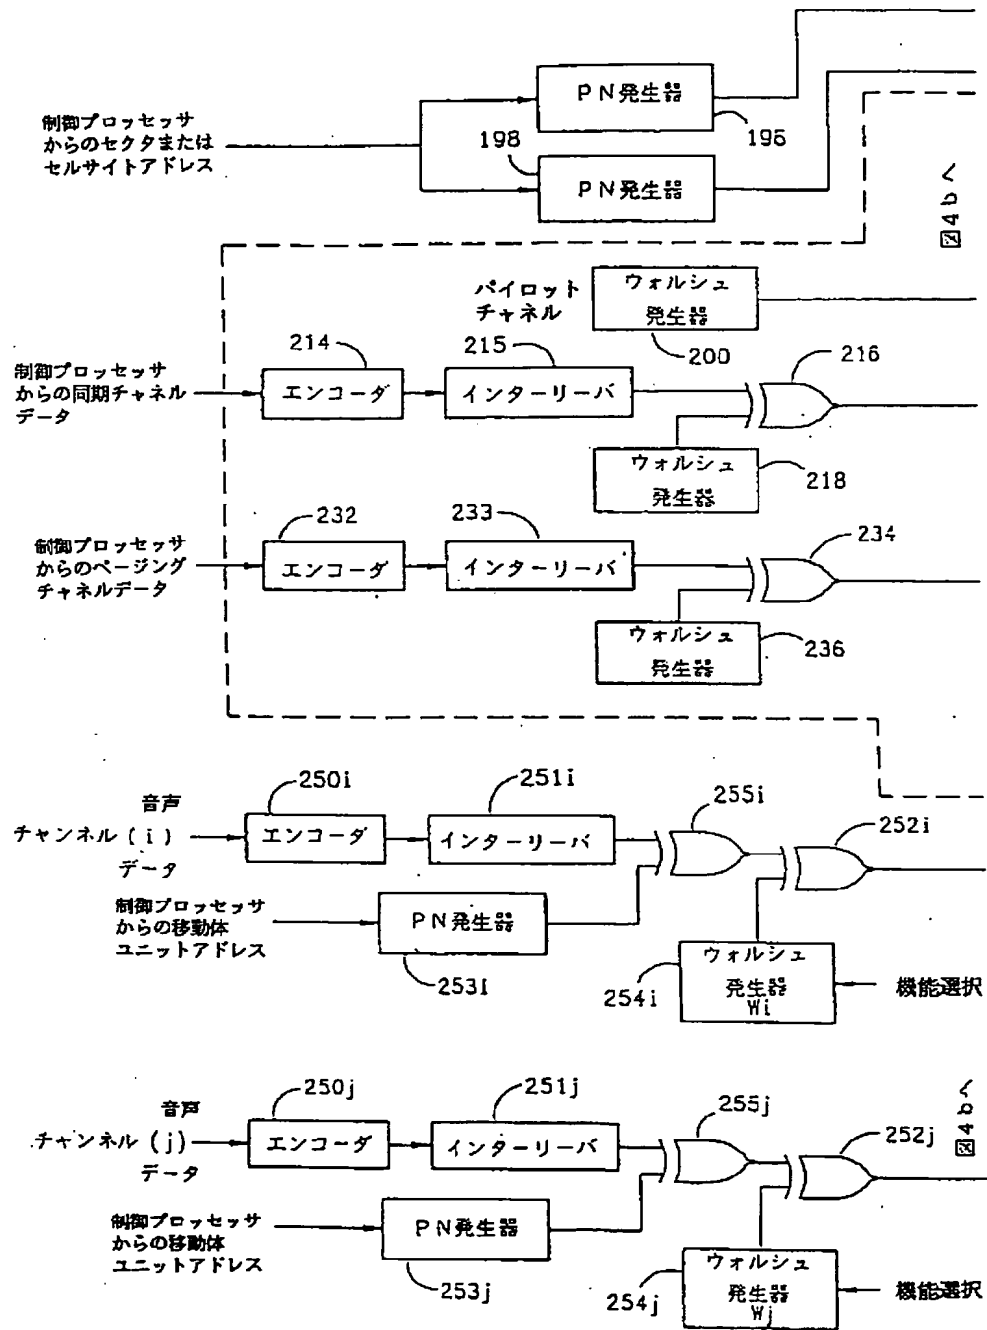 PN発生器
196
制御プロッセッサ
からのセクタまたは
セルサイトアドレス
198
PN発生器
図4bへ
パイロット
チャネル
ウォルシュ
発生器
200
制御プロッセッサ
からの同期チャネル
データ
214
エンコーダ
215
インターリーバ
216
ウォルシュ
発生器
218
制御プロッセッサ
からのページング
チャネルデータ
232
エンコーダ
233
インターリーバ
234
ウォルシュ
発生器
236
音声
チャンネル(i)
データ
250i
エンコーダ
251i
インターリーバ
255i
252i
制御プロッセッサ
からの移動体
ユニットアドレス
PN発生器
253i
254i
ウォルシュ
発生器
Wi
機能選択
音声
チャンネル(j)
データ
250j
エンコーダ
251j
インターリーバ
255j
252j
図4bへ
制御プロッセッサ
からの移動体
ユニットアドレス
PN発生器
253j
254j
ウォルシュ
発生器
Wj
機能選択